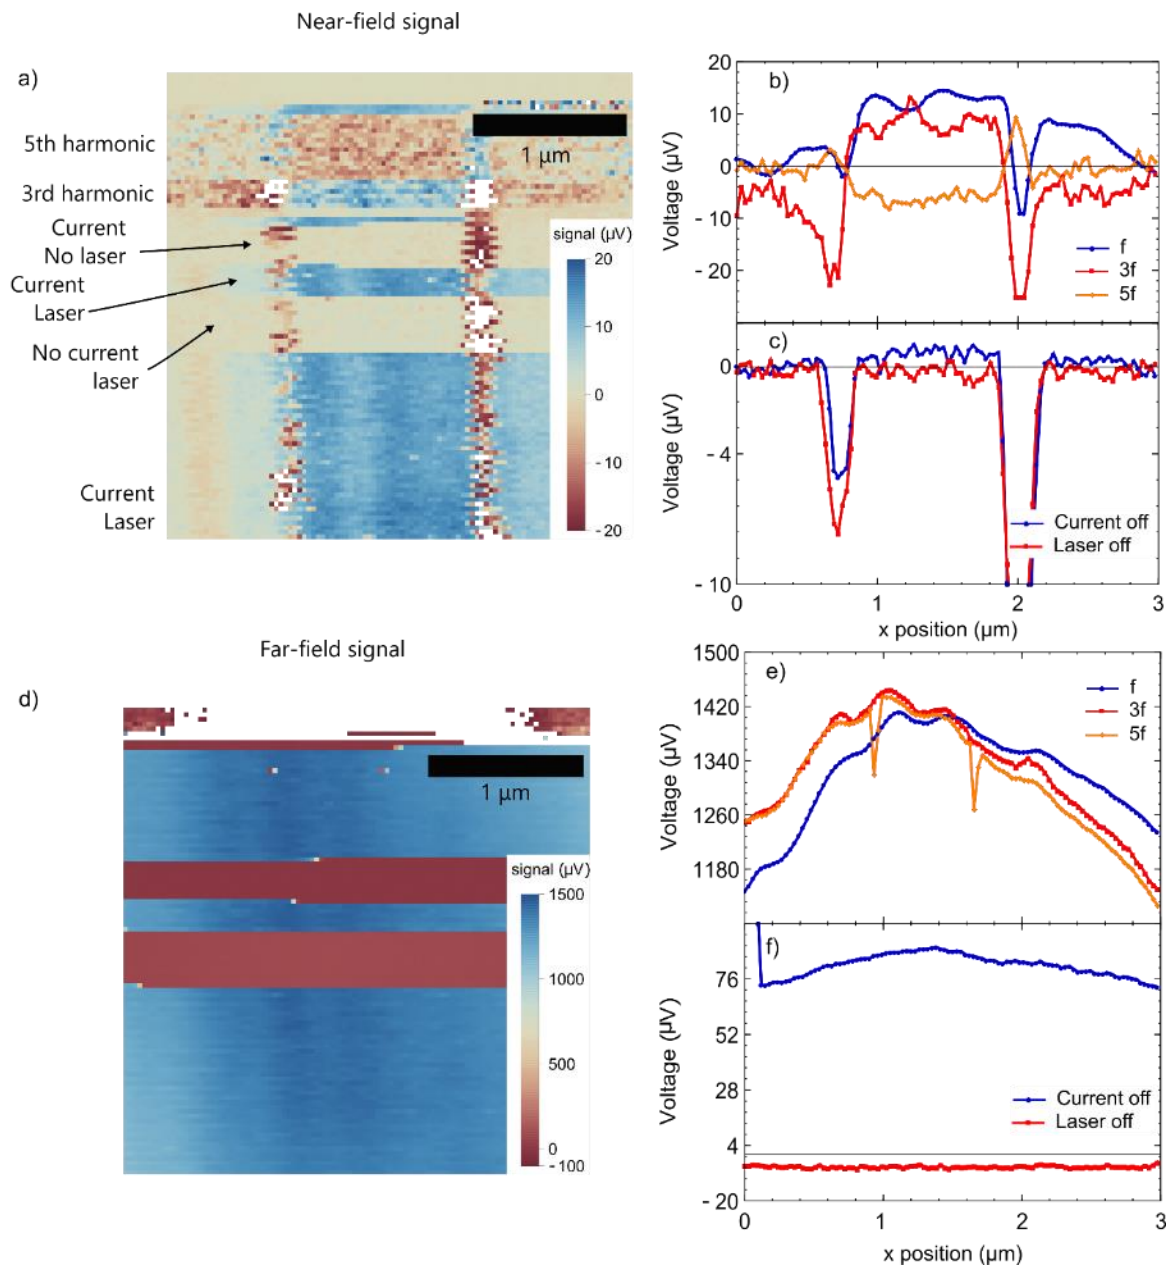 Near-field signal
a)
5th harmonic
3rd harmonic
Current
No laser
Current
Laser
No current
laser
Current
Laser
1 μm
signal (μV)
20
10
0
-10
-20
b)
20
10
0
-10
-20
Voltage (μV)
f
3f
5f
c)
0
-4
-10
Voltage (μV)
Current off
Laser off
0
1
2
3
x position (μm)
Far-field signal
d)
1 μm
signal (μV)
1500
1000
500
0
-100
e)
1500
1420
1340
1260
1180
Voltage (μV)
f
3f
5f
f)
76
52
28
4
-20
Voltage (μV)
Current off
Laser off
0
1
2
3
x position (μm)